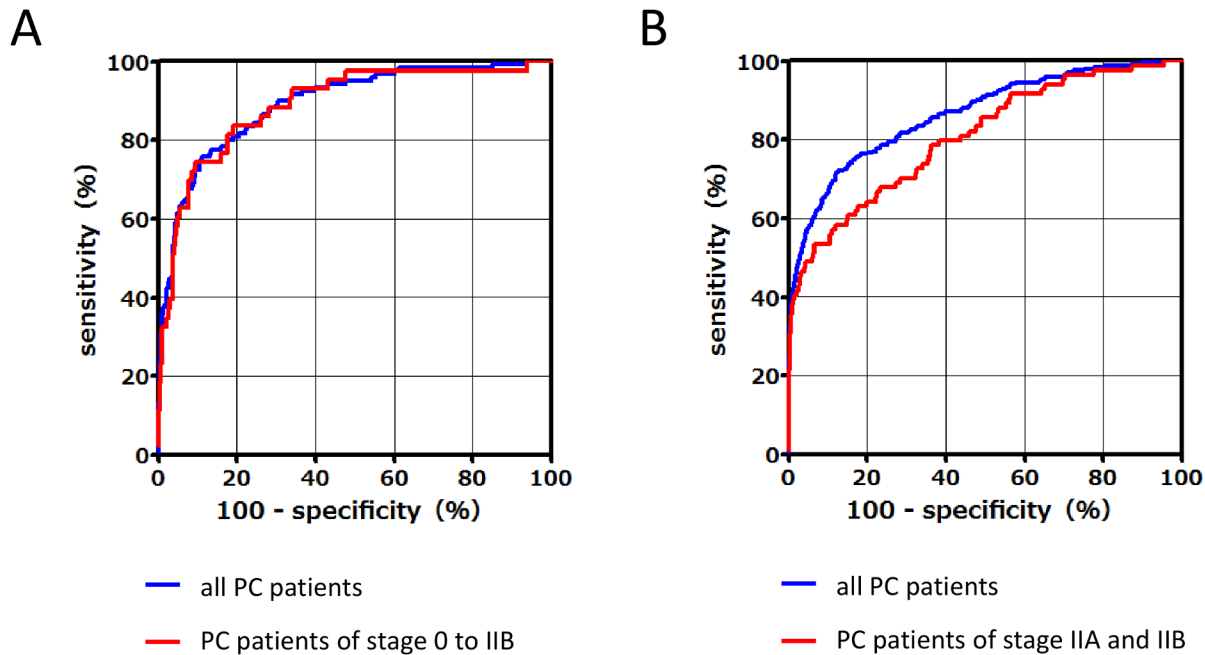 A
B
100
80
60
40
20
0
sensitivity (%)
0 20 40 60 80 100
100 - specificity (%)
100
80
60
40
20
0
sensitivity (%)
0 20 40 60 80 100
100 - specificity (%)
all PC patients
PC patients of stage 0 to IIB
all PC patients
PC patients of stage IIA and IIB